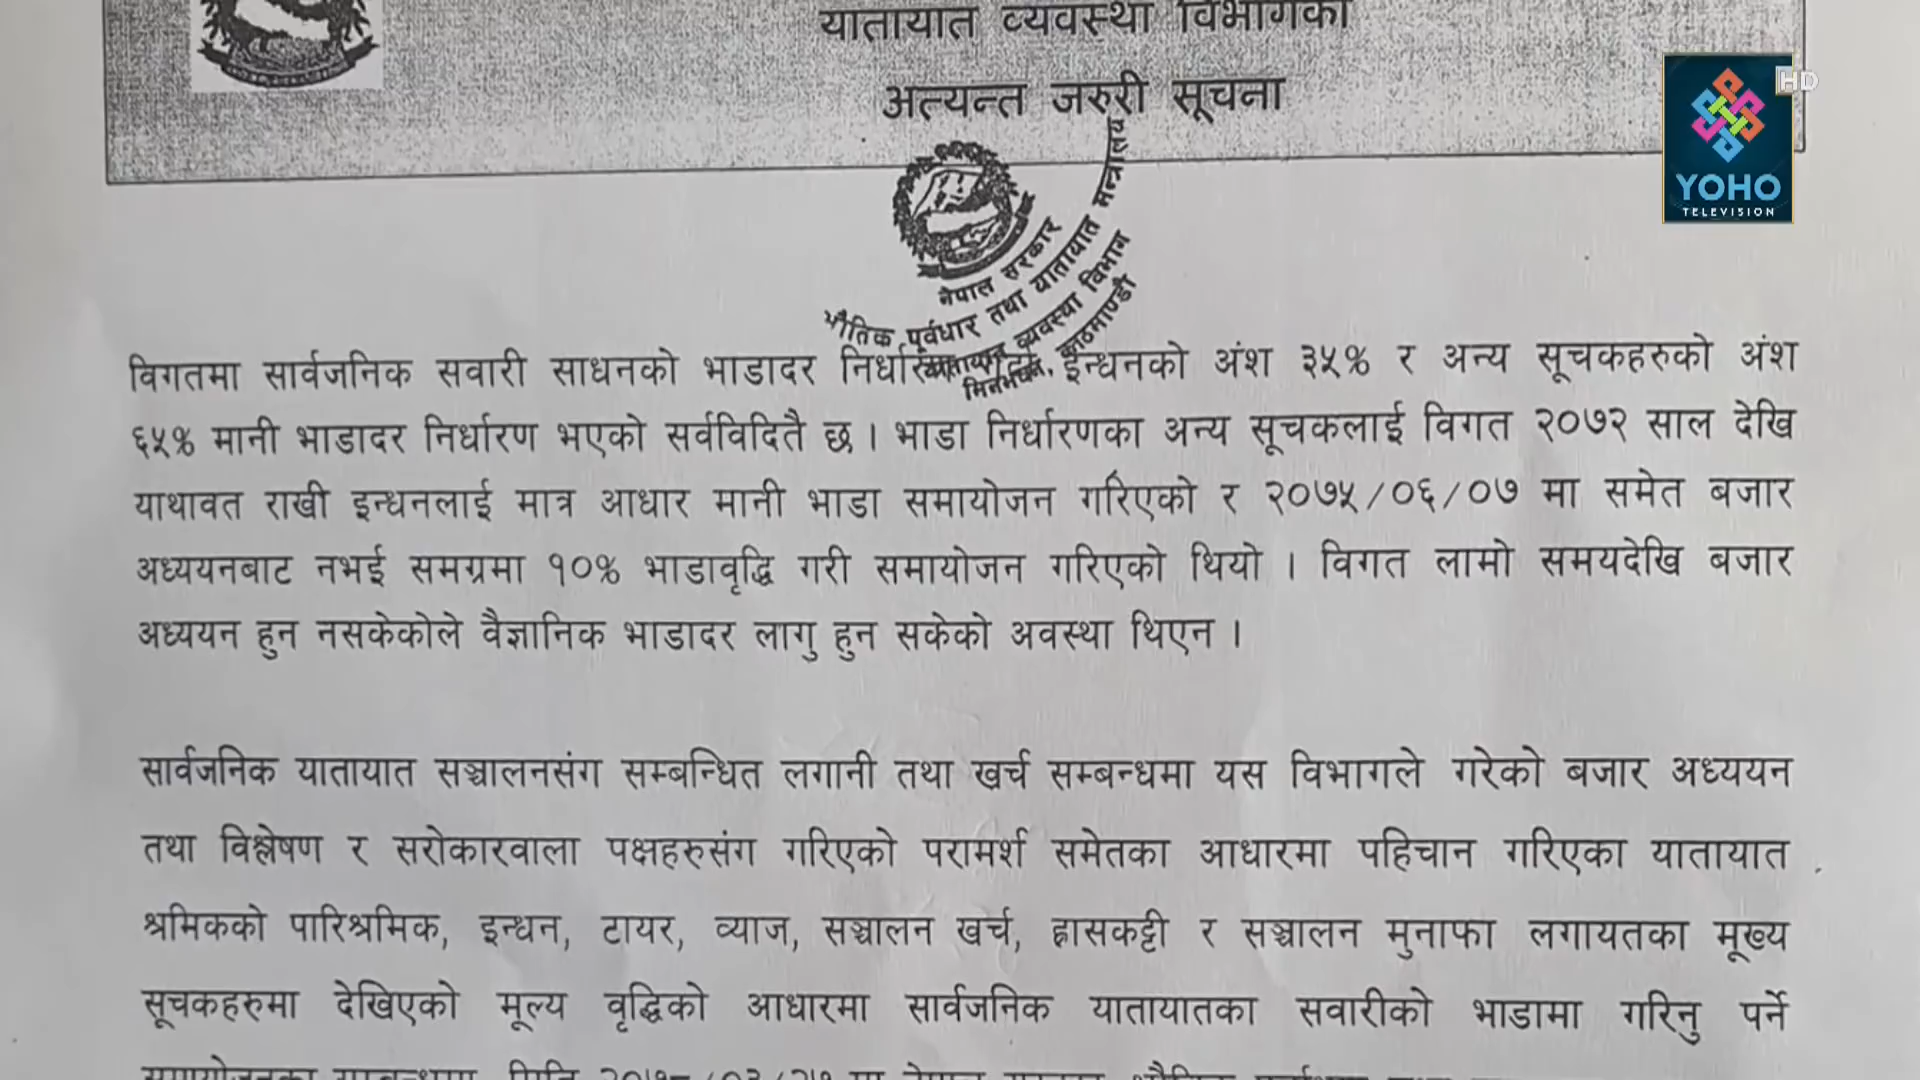 यातायात व्यवस्था विभागको
अत्यन्त जरुरी सूचना
HD
YOHO
TELEVISION
नेपाल सरकार
भौतिक पूर्वधार तथा यातायात मन्त्रालय
यातायात व्यवस्था विभाग
मिनभवन, काठमाण्डौ
विगतमा सार्वजनिक सवारी साधनको भाडादर इन्धनको अंश ३५% र अन्य सूचकहरुको अंश
६५% मानी भाडादर निर्धारण भएको सर्वविदितै छ । भाडा निर्धारणका अन्य सूचकलाई विगत २०७२ साल देखि
याथावत राखी इन्धनलाई मात्र आधार मानी भाडा समायोजन गरिएको र २०७५/०६/०७ मा समेत बजार
अध्ययनबाट नभई समग्रमा १०% भाडावृद्धि गरी समायोजन गरिएको थियो । विगत लामो समयदेखि बजार
अध्ययन हुन नसकेकोले वैज्ञानिक भाडादर लागु हुन सकेको अवस्था थिएन ।
सार्वजनिक यातायात सञ्चालनसंग सम्बन्धित लगानी तथा खर्च सम्बन्धमा यस विभागले गरेको बजार अध्ययन
तथा विश्लेषण र सरोकारवाला पक्षहरुसंग गरिएको परामर्श समेतका आधारमा पहिचान गरिएका यातायात
श्रमिकको पारिश्रमिक, इन्धन, टायर, व्याज, सञ्चालन खर्च, ह्रासकट्टी र सञ्चालन मुनाफा लगायतका मूख्य
सूचकहरुमा देखिएको मूल्य वृद्धिको आधारमा सार्वजनिक यातायातका सवारीको भाडामा गरिनु पर्ने